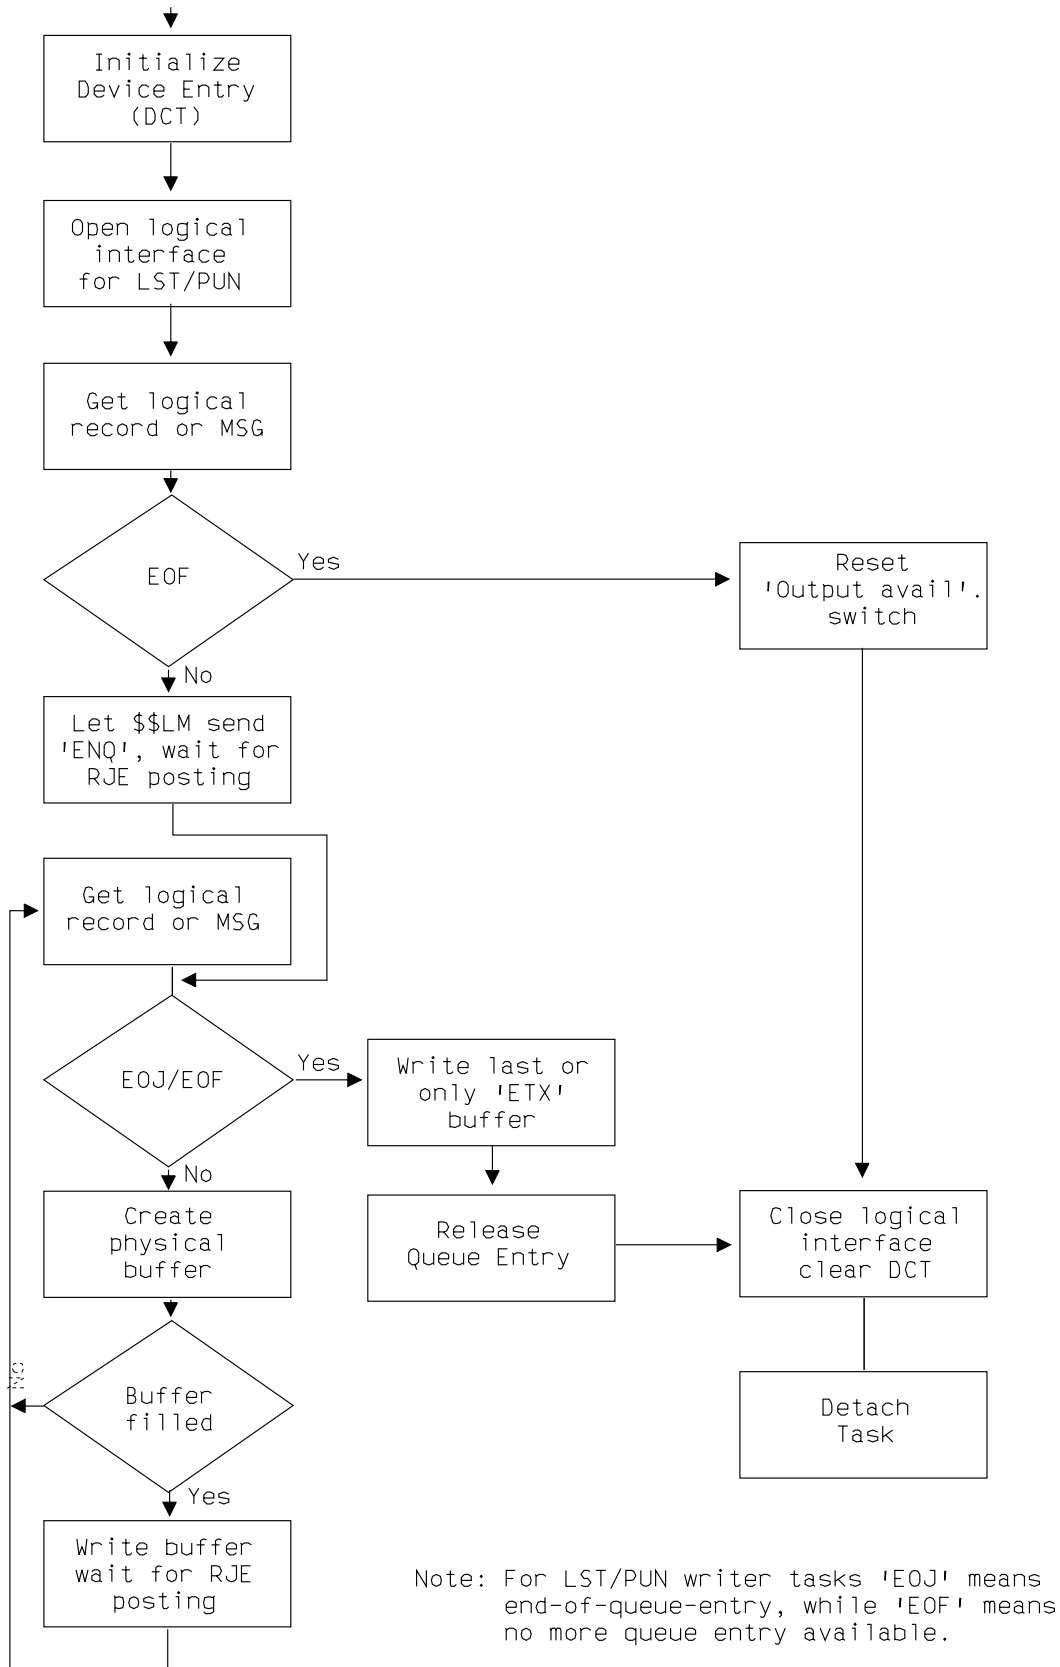 Initialize
Device Entry
(DCT)
Open logical
interface
for LST/PUN
Get logical
record or MSG
EOF
Yes
Reset
'Output avail'.
switch
No
Let $$LM send
'ENQ', wait for
RJE posting
Get logical
record or MSG
EOJ/EOF
Yes
Write last or
only 'ETX'
buffer
No
Create
physical
buffer
Release
Queue Entry
Close logical
interface
clear DCT
No
Buffer
filled
Detach
Task
Yes
Write buffer
wait for RJE
posting
Note: For LST/PUN writer tasks 'EOJ' means
end-of-queue-entry, while 'EOF' means
no more queue entry available.